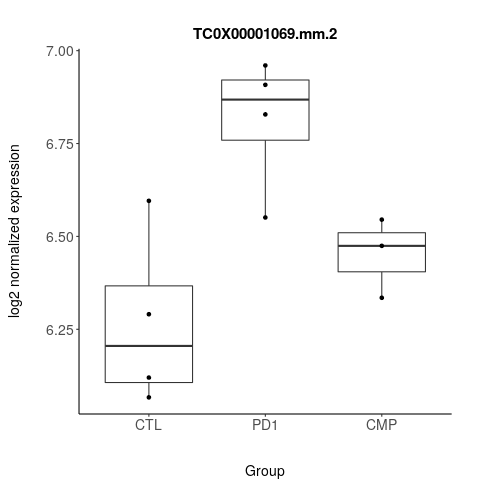 TC0X00001069.mm.2
7.00
6.75
6.50
6.25
log2 normalized expression
CTL PD1 CMP
Group